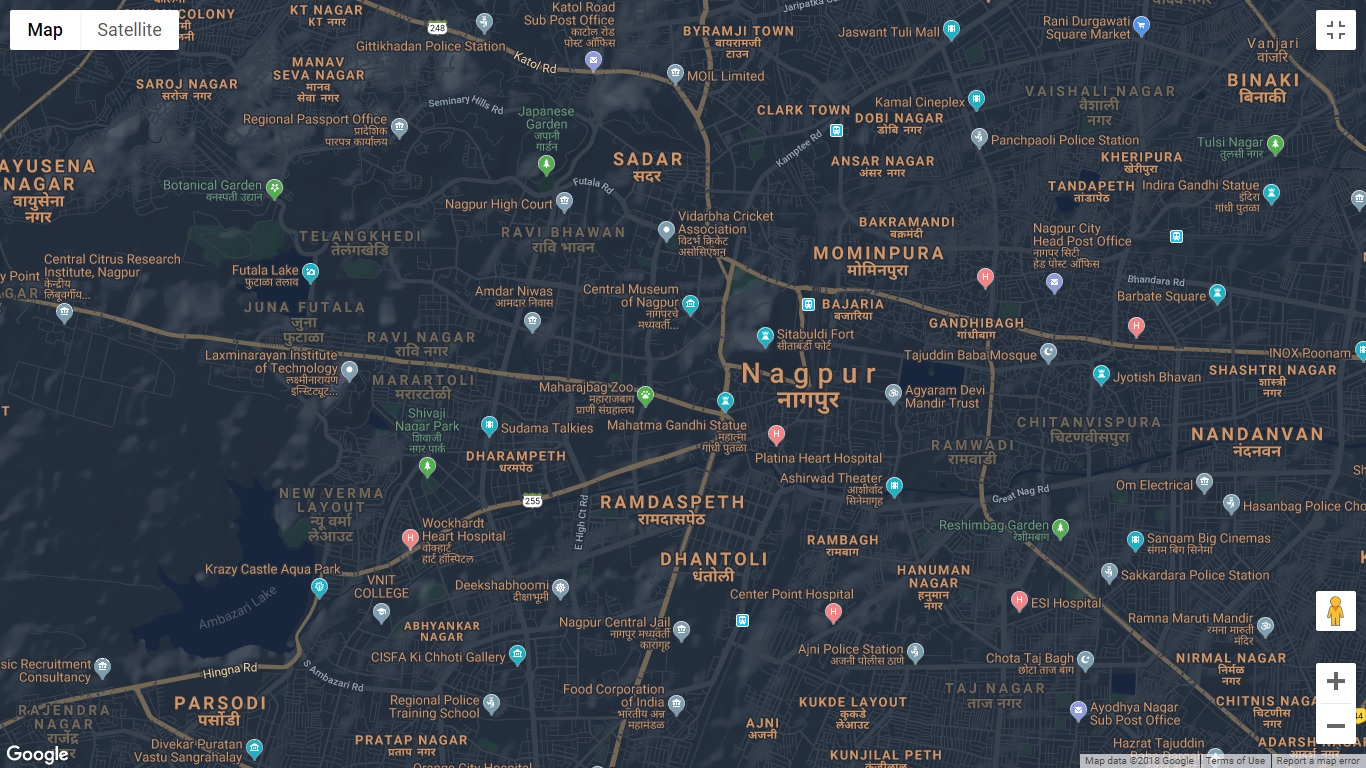 Map
Satellite
COLONY
KT NAGAR
KT नगर
248
Gittikhadan Police Station
Katol Road
Sub Post Office
काटोल रोड
पोस्ट ऑफिस
Katol Rd
BYRAMJI TOWN
बायरामजी
टाउन
Jaripatka
Jaswant Tuli Mall
Rani Durgawati
Square Market
Vanjari
वांजरि
BINAKI
बिनाकी
MANAV
SEVA NAGAR
मानव
सेवा नगर
SAROJ NAGAR
सरोज नगर
MOIL Limited
Seminary Hills Rd
Regional Passport Office
प्रादेशिक
पारपत्र कार्यालय
Japanese
Garden
जपानी
गार्डन
CLARK TOWN
Kamal Cineplex
DOBI NAGAR
डोबि नगर
VAISHALI NAGAR
वैशाली
नगर
Kamptee Rd
Panchpaoli Police Station
Tulsi Nagar
तुलसी नगर
ANSAR NAGAR
अंसर नगर
KHERIPURA
खेरीपुरा
AYUSENA
NAGAR
वायुसेना
नगर
Botanical Garden
वनस्पती उद्यान
SADAR
सदर
Futala Rd
Nagpur High Court
TANDAPETH
तांडापेठ
Indira Gandhi Statue
इंदिरा
गांधी पुतळा
Vidarbha Cricket
Association
विदर्भ क्रिकेट
असोसिएशन
BAKRAMANDI
बक्रमंदी
TELANGKHEDI
तेलंगखेडि
RAVI BHAWAN
रावि भावन
MOMINPURA
मोमिनपुरा
Nagpur City
Head Post Office
नागपूर सिटी
हेड पोस्ट ऑफिस
Central Citrus Research
Institute, Nagpur
केन्द्रीय
लिंबूवर्गीय...
y Point
GAR
Futala Lake
फुटाळा तलाव
Bhandara Rd
Barbate Square
Amdar Niwas
आमदार निवास
Central Museum
of Nagpur
नागपूरचे
मध्यवर्ती...
BAJARIA
बजारिया
JUNA FUTALA
जुना
फुटाळा
GANDHIBAGH
गांधीबाग
Sitabuldi Fort
सीताबर्डी फोर्ट
RAVI NAGAR
रावि नगर
Tajuddin Baba Mosque
INOX Poonam
Laxminarayan Institute
of Technology
लक्ष्मीनारायण
इन्स्टिट्यूट...
Nagpur
नागपूर
SHASHTRI NAGAR
शास्त्री
नगर
Jyotish Bhavan
MARARTOLI
मरारटोळी
Maharajbag Zoo
महाराजबाग
प्राणी संग्रहालय
Agyaram Devi
Mandir Trust
Shivaji
Nagar Park
शिवाजी
नगर पार्क
Sudama Talkies
Mahatma Gandhi Statue
महात्मा
गांधी पुतळा
CHITANVISPURA
चिटणवीसपुरा
NANDANVAN
नंदनवन
RAMWADI
रामवाडी
DHARAMPETH
धरमपेठ
Platina Heart Hospital
Ashirwad Theater
आशीर्वाद
सिनेमागृह
Om Electrical
Great Nag Rd
Hasanbag Police Cho
NEW VERMA
LAYOUT
न्यू वर्मा
लेआउट
255
E High Ct Rd
RAMDASPETH
रामदासपेठ
Reshimbag Garden
रेशीमबाग
Wockhardt
Heart Hospital
वोकहार्ट
हार्ट हॉस्पिटल
RAMBAGH
रामबाग
Sangam Big Cinemas
संगम बिग सिनेमा
DHANTOLI
धंतोली
Krazy Castle Aqua Park
Ambazari Lake
VNIT
COLLEGE
Deekshabhoomi
दीक्षाभूमी
HANUMAN
NAGAR
हनुमान
नगर
Sakkardara Police Station
Center Point Hospital
ESI Hospital
ABHYANKAR
NAGAR
Nagpur Central Jail
नागपूर मध्यवर्ती
कारागृह
Ramna Maruti Mandir
रमना मारुती
मंदिर
Ajni Police Station
अजनी पोलीस ठाणे
CISFA Ki Chhoti Gallery
Chota Taj Bagh
छोटा ताज बाग
NIRMAL NAGAR
निर्मळ
नगर
sic Recruitment
Consultancy
Hingna Rd
S Ambazari Rd
PARSODI
पर्सोडी
Regional Police
Training School
Food Corporation
of India
भारतीय अन्न
महामंडळ
TAJ NAGAR
ताज नगर
KUKDE LAYOUT
कुकडे
लेआउट
Ayodhya Nagar
Sub Post Office
CHITNIS NAGA
चिटणीस
नगर
RAJENDRA
NAGAR
राजेंद्र
AJNI
अजनी
PRATAP NAGAR
प्रताप नगर
Divekar Puratan
Vastu Sangrahalay
Orange City Hospital
KUNJILAL PETH
Hazrat Tajuddin
ADARSH NAGA
Google
Map data ©2018 Google
Terms of Use
Report a map error